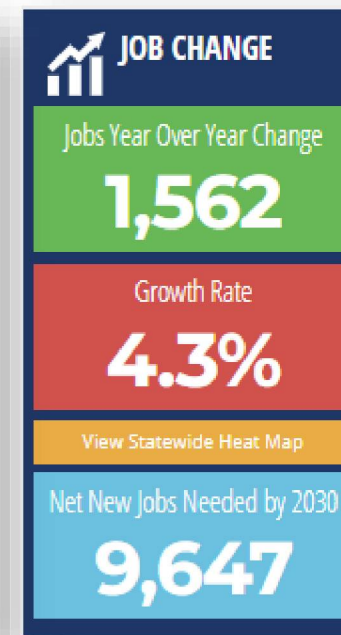 JOB CHANGE
Jobs Year Over Year Change
1,562
Growth Rate
4.3%
View Statewide Heat Map
Net New Jobs Needed by 2030
9,647